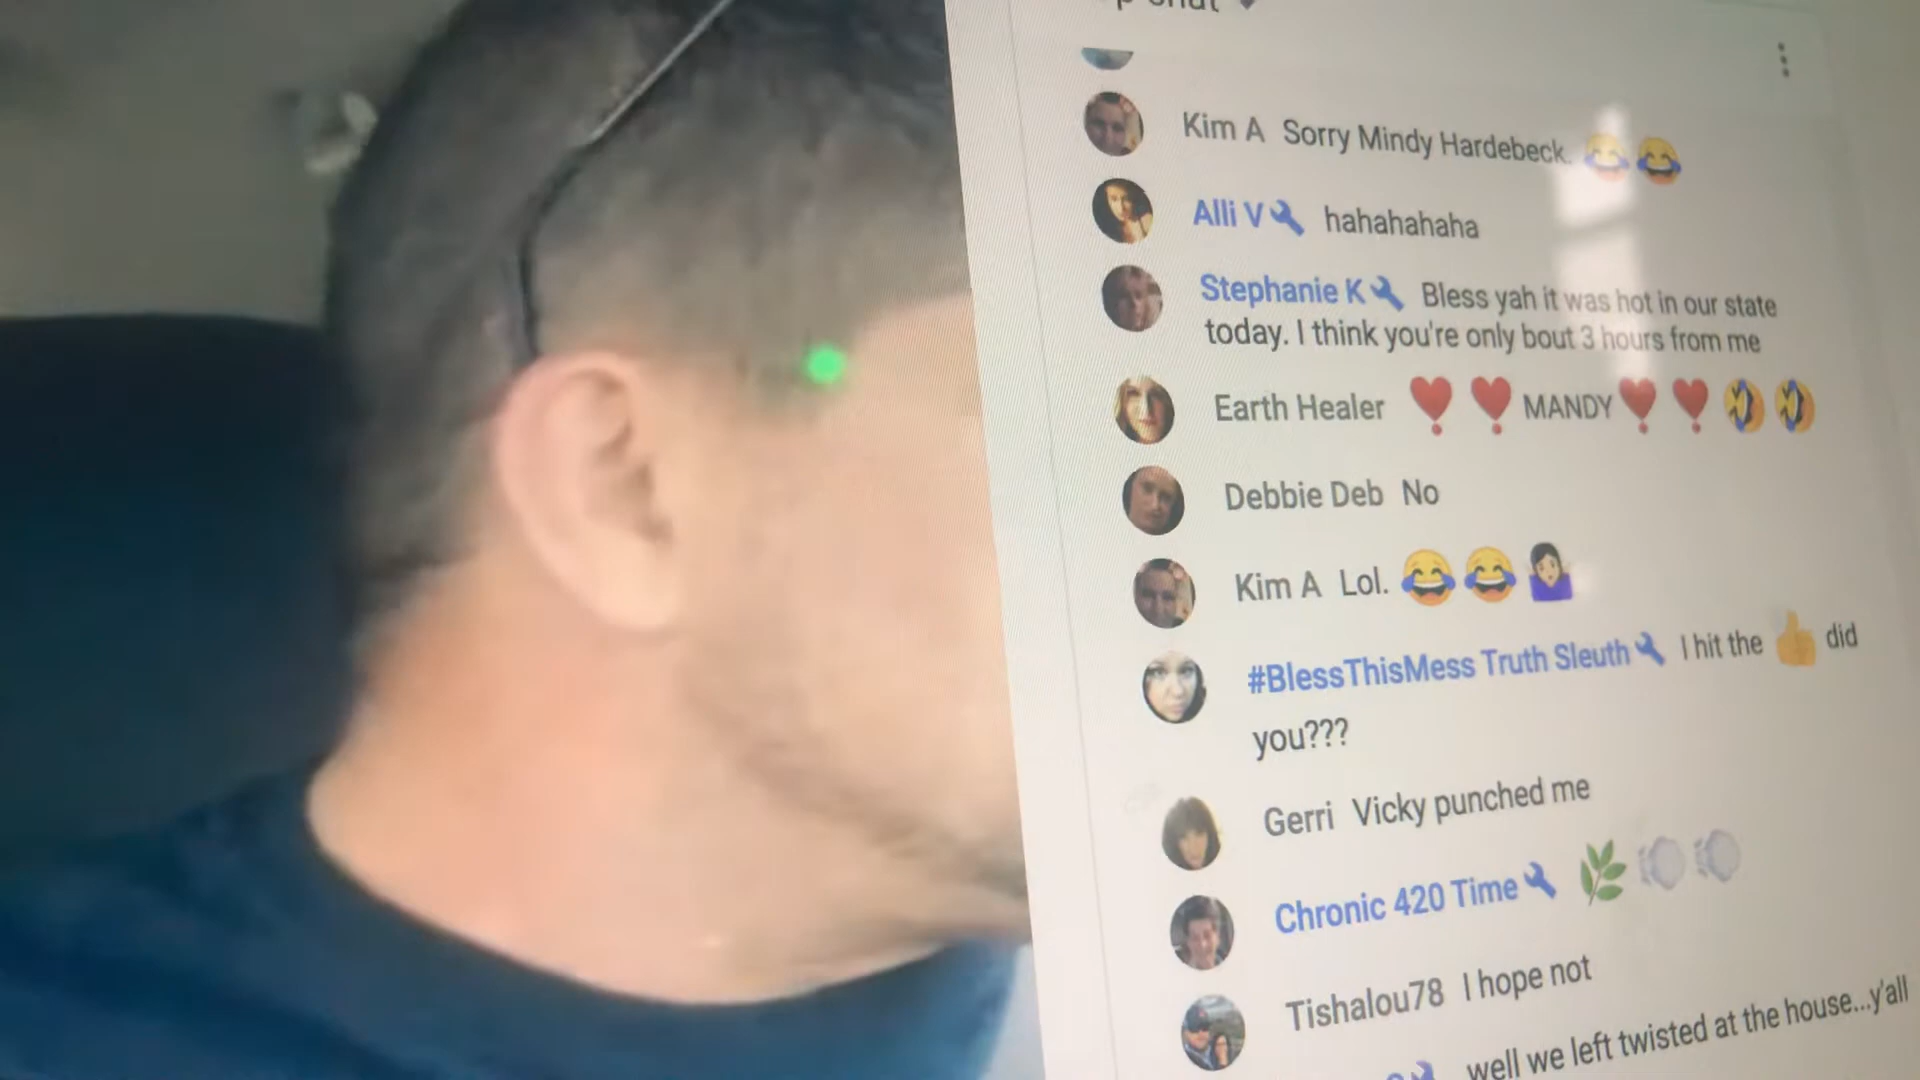 Kim A Sorry Mindy Hardebeck. 😂😂
Alli V hahahahaha
Stephanie K Bless yah it was hot in our state
today. I think you're only bout 3 hours from me
Earth Healer ❣️❣️MANDY❣️❣️🤣🤣
Debbie Deb No
Kim A Lol. 😂😂🤷🏻‍♀️
#BlessThisMess Truth Sleuth I hit the 👍 did
you???
Gerri Vicky punched me
Chronic 420 Time 🌿💨💨
Tishalou78 I hope not
well we left twisted at the house...y'all